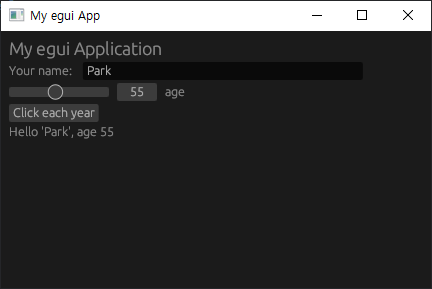 My egui App
My egui Application
Your name: Park
55 age
Click each year
Hello 'Park', age 55